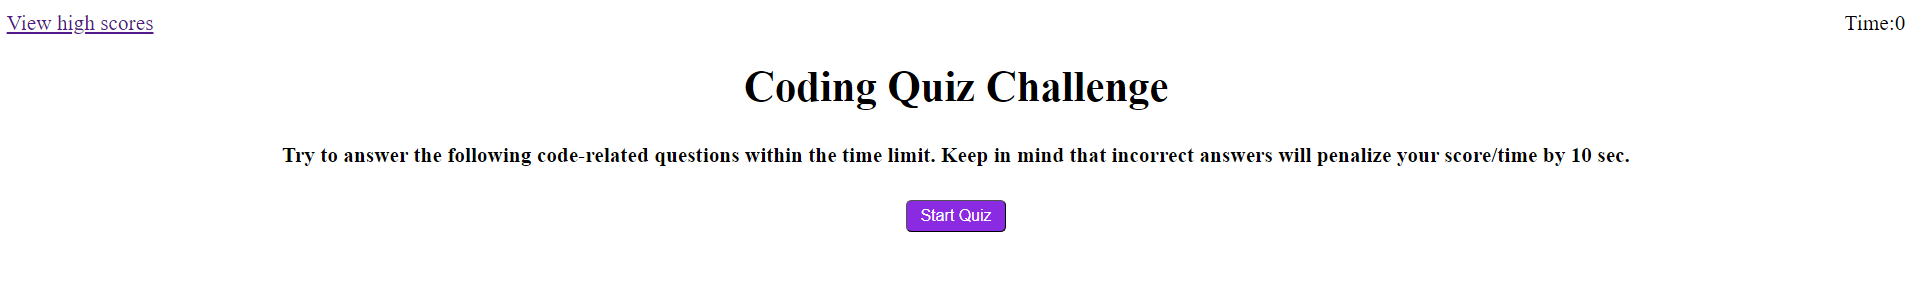 View high scores
Time:0
Coding Quiz Challenge
Try to answer the following code-related questions within the time limit. Keep in mind that incorrect answers will penalize your score/time by 10 sec.
Start Quiz